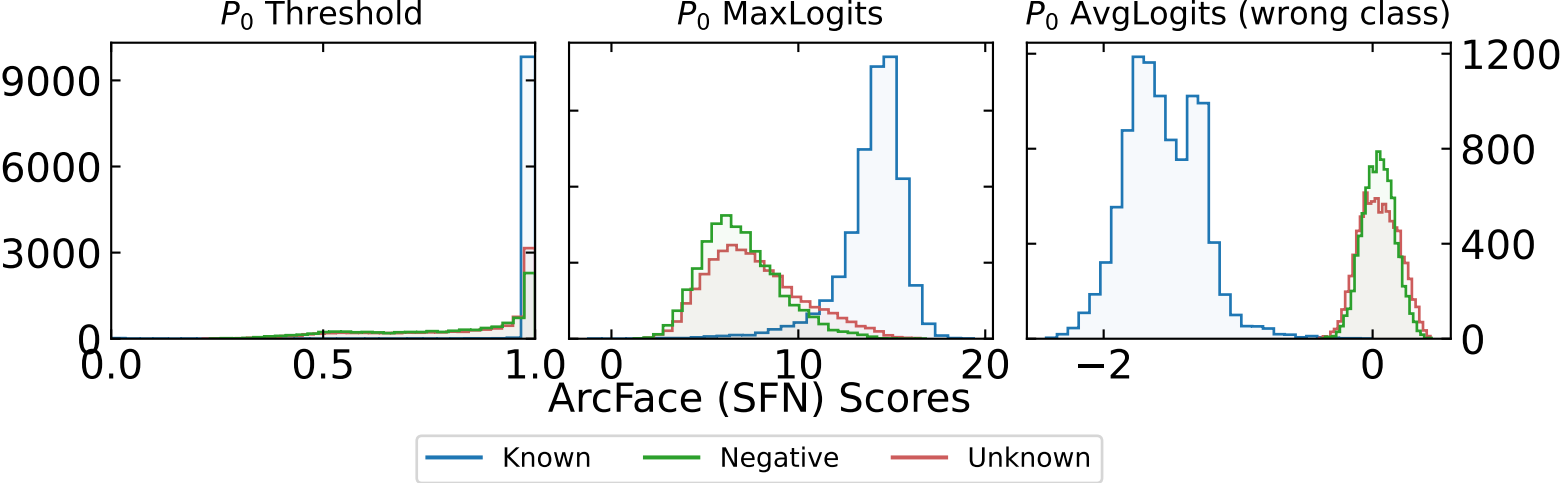 P₀ Threshold P₀ MaxLogits P₀ AvgLogits (wrong class)
9000
6000
3000
0
1200
800
400
0
0.0 0.5 1.0 0 10 20 −2 0
ArcFace (SFN) Scores
Known Negative Unknown